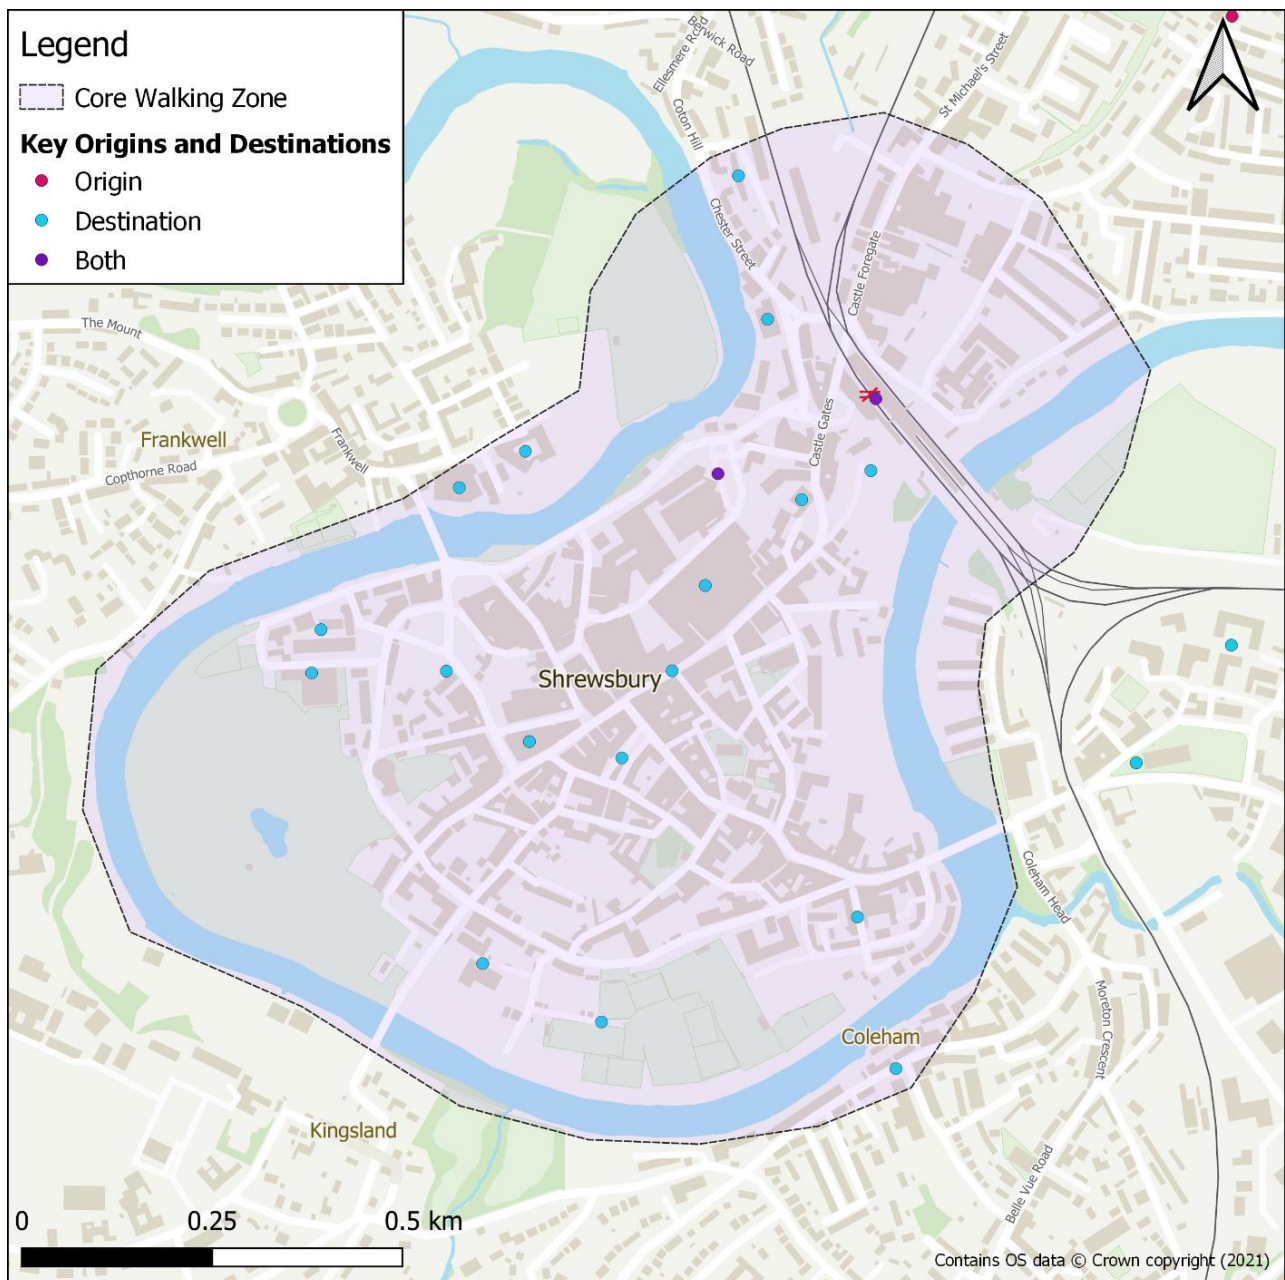 Legend
Core Walking Zone
Key Origins and Destinations
Origin
Destination
Both
Ellesmere Road
Berwick Road
Coton Hill
St Michael's Street
Chester Street
Castle Foregate
The Mount
Frankwell
Copthorne Road
Frankwell
Castle Gates
Shrewsbury
Coleham Head
Moreton Crescent
Coleham
Kingsland
Belle Vue Road
0 0.25 0.5 km
Contains OS data © Crown copyright (2021)